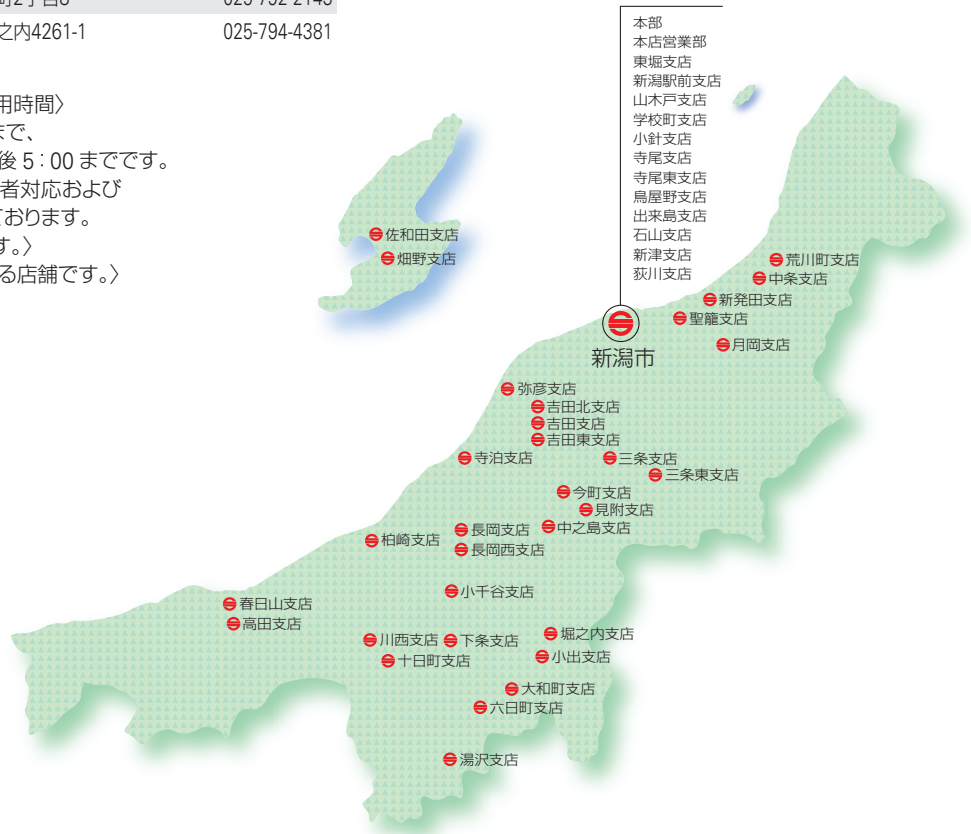 之内4261-1 025-794-4381
用時間〉
まで、
後 5：00 までです。
者対応および
ております。
す。〉
る店舗です。〉
本部
本店営業部
東堀支店
新潟駅前支店
山木戸支店
学校町支店
小針支店
寺尾支店
寺尾東支店
鳥屋野支店
出来島支店
石山支店
新津支店
荻川支店
新潟市
佐和田支店
畑野支店
荒川町支店
中条支店
新発田支店
聖籠支店
月岡支店
弥彦支店
吉田北支店
吉田支店
吉田東支店
寺泊支店
三条支店
三条東支店
今町支店
見附支店
中之島支店
長岡支店
長岡西支店
柏崎支店
小千谷支店
春日山支店
高田支店
川西支店
下条支店
堀之内支店
十日町支店
小出支店
大和町支店
六日町支店
湯沢支店